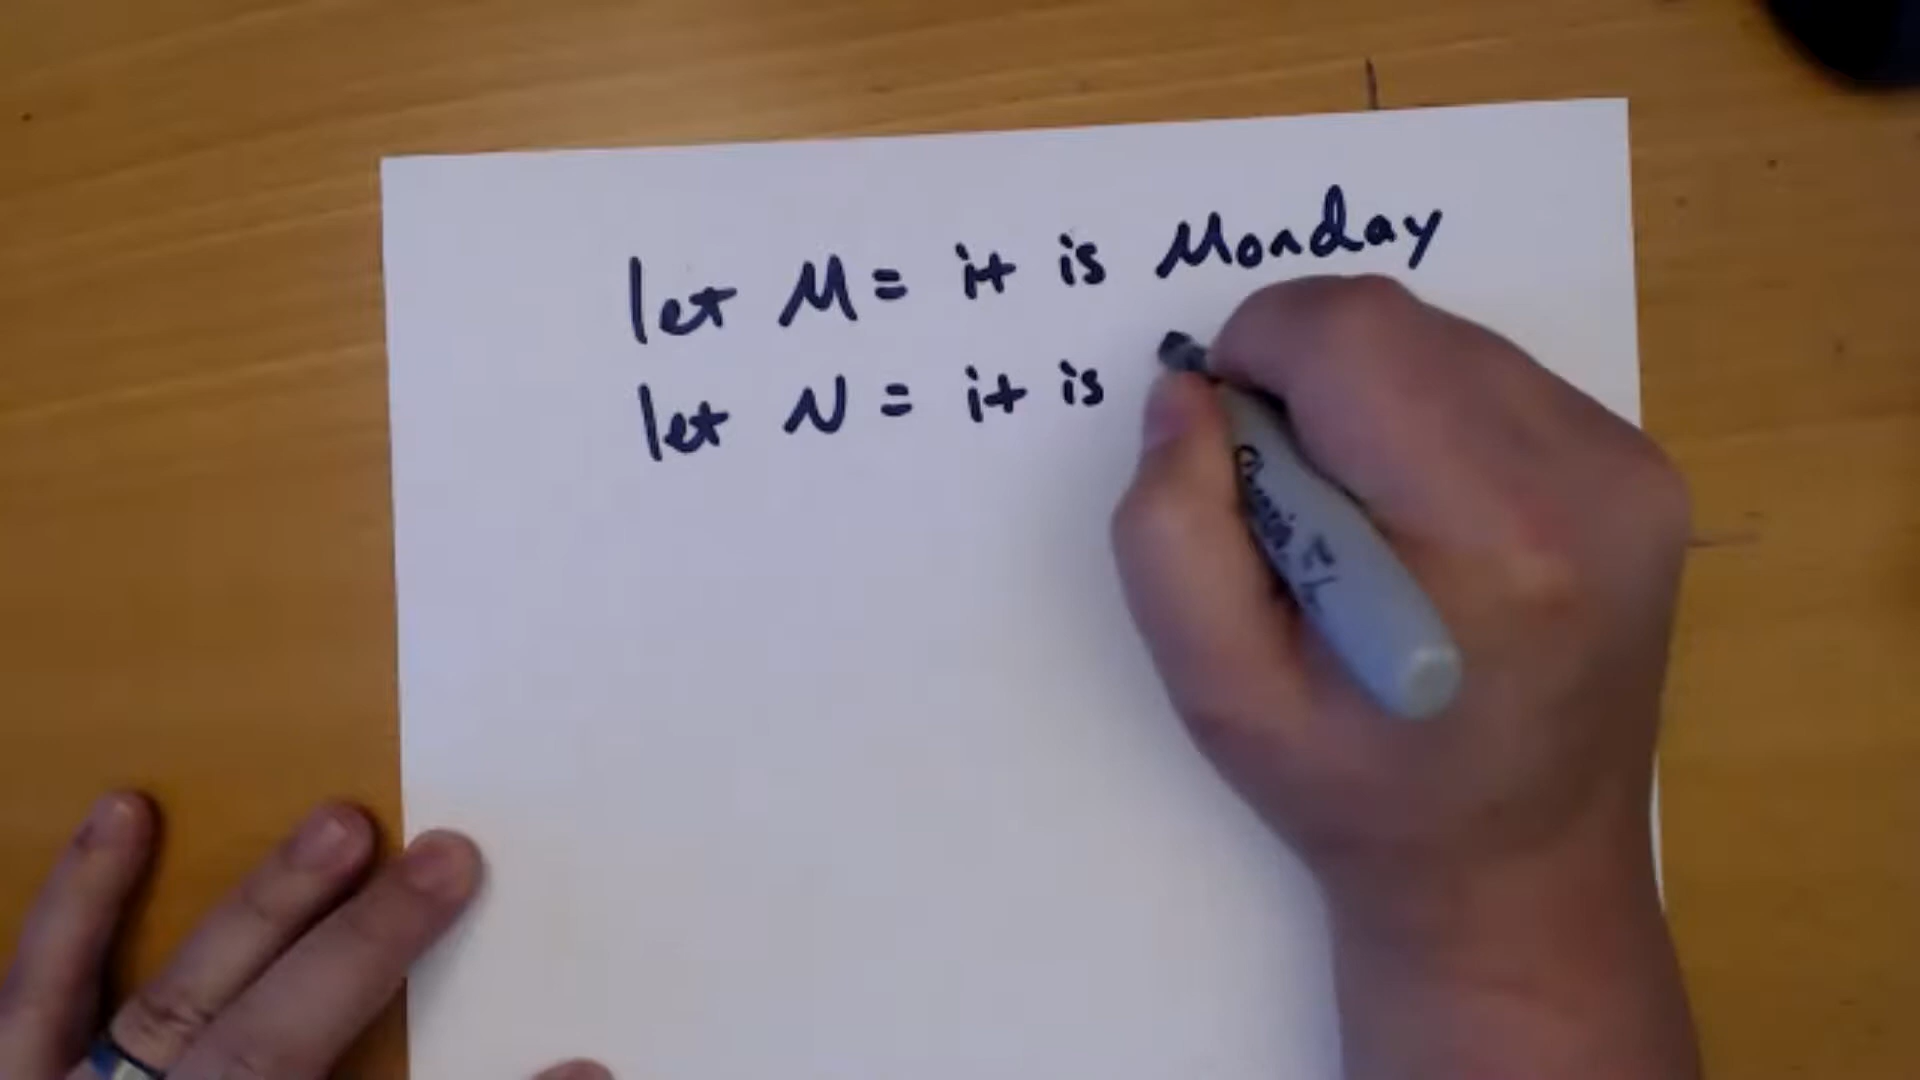 let M = it is Monday
let N = it is